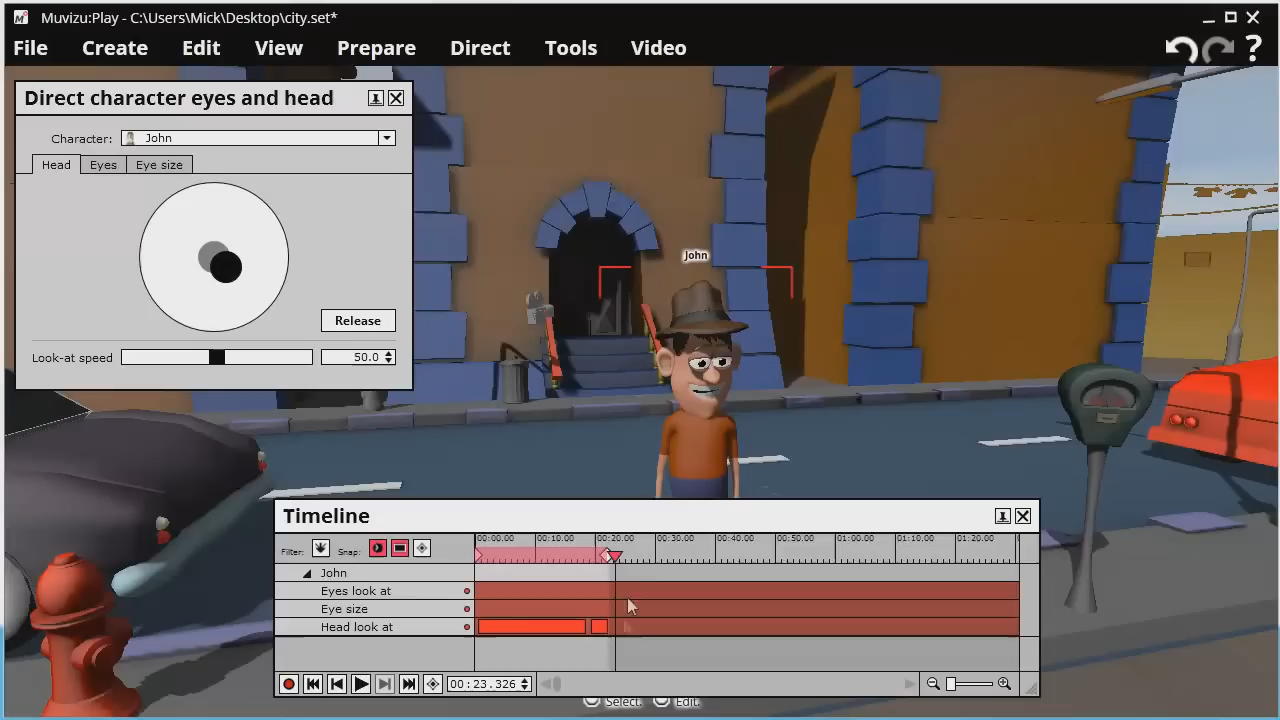 Muvizu:Play - C:\Users\Mick\Desktop\city.set*
File Create Edit View Prepare Direct Tools Video ?
Direct character eyes and head
Character: John
Head Eyes Eye size
Release
Look-at speed 50.0
John
Timeline
Filter: Snap: 00:00.00 00:10.00 00:20.00 00:30.00 00:40.00 00:50.00 01:00.00 01:10.00 01:20.00
John
Eyes look at
Eye size
Head look at
00:23.326
Select. Edit.